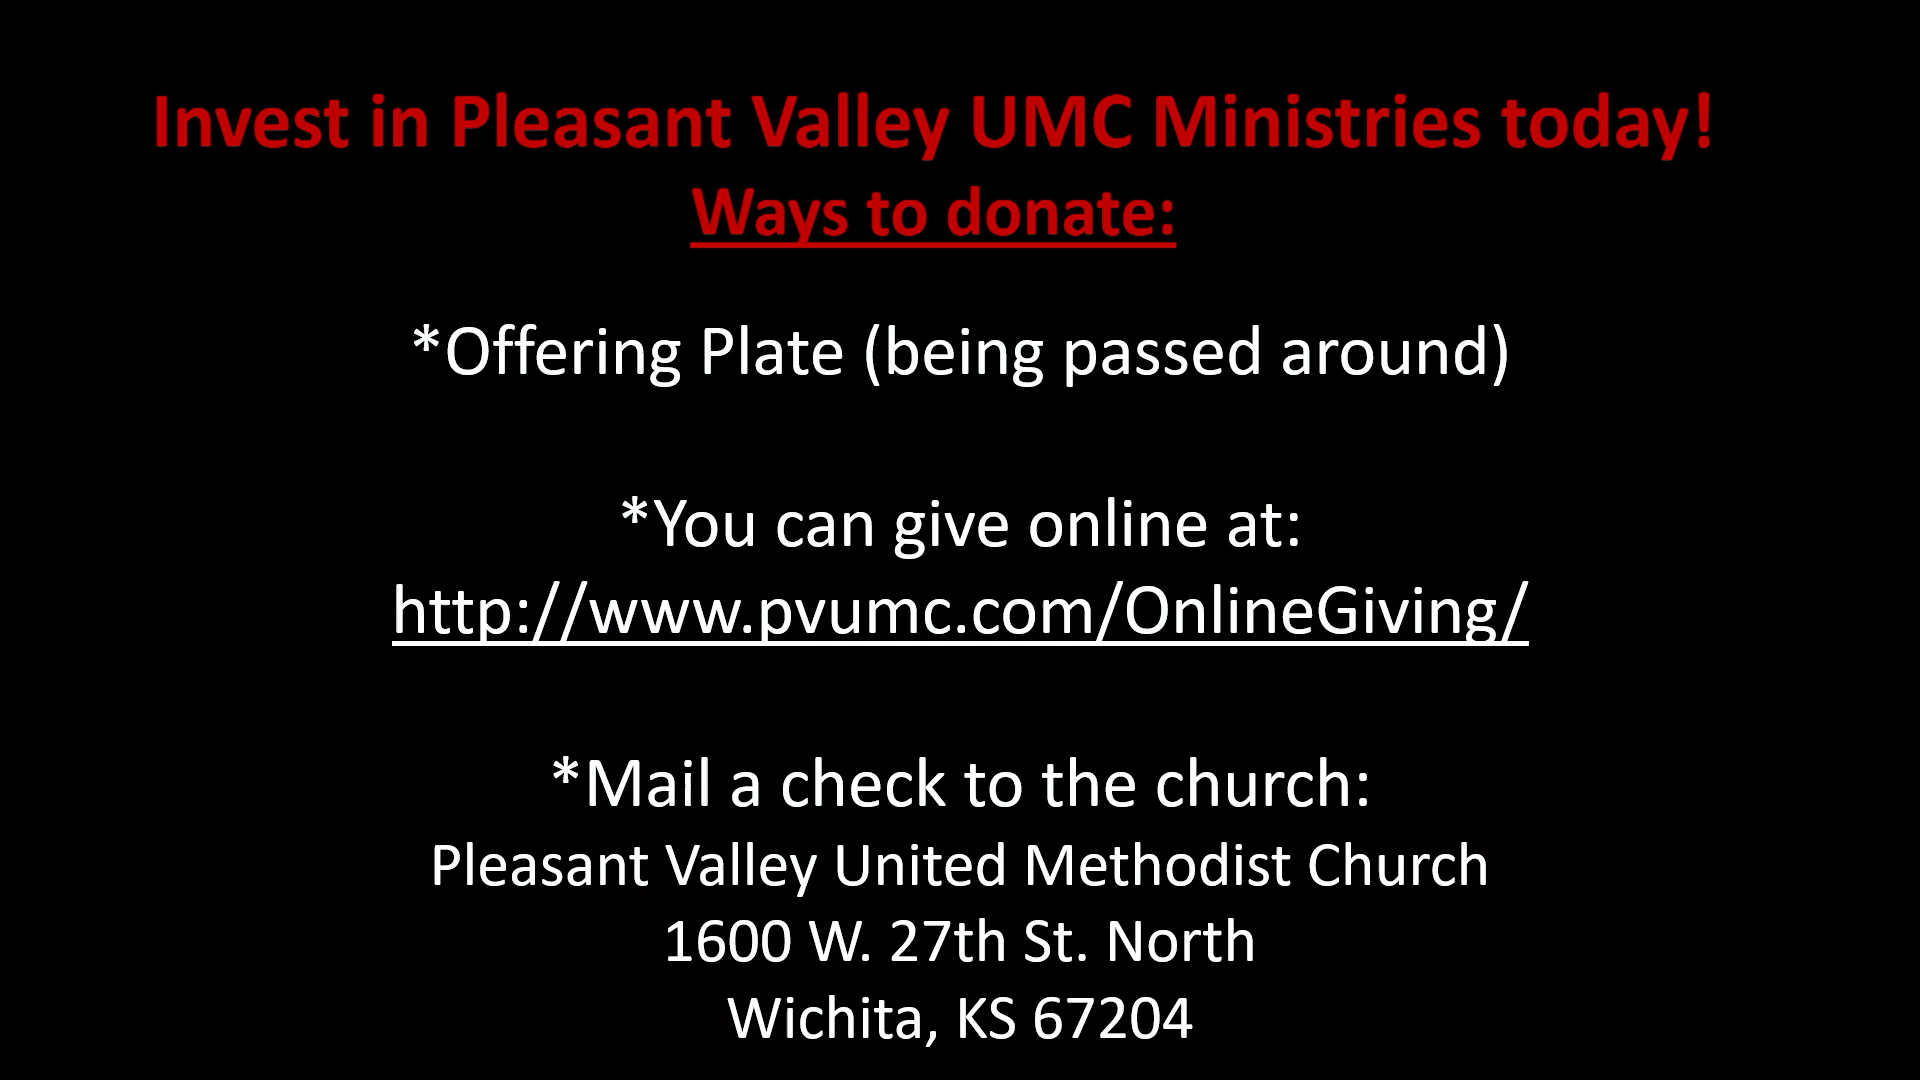 Invest in Pleasant Valley UMC Ministries today!
Ways to donate:
*Offering Plate (being passed around)
*You can give online at:
http://www.pvumc.com/OnlineGiving/
*Mail a check to the church:
Pleasant Valley United Methodist Church
1600 W. 27th St. North
Wichita, KS 67204